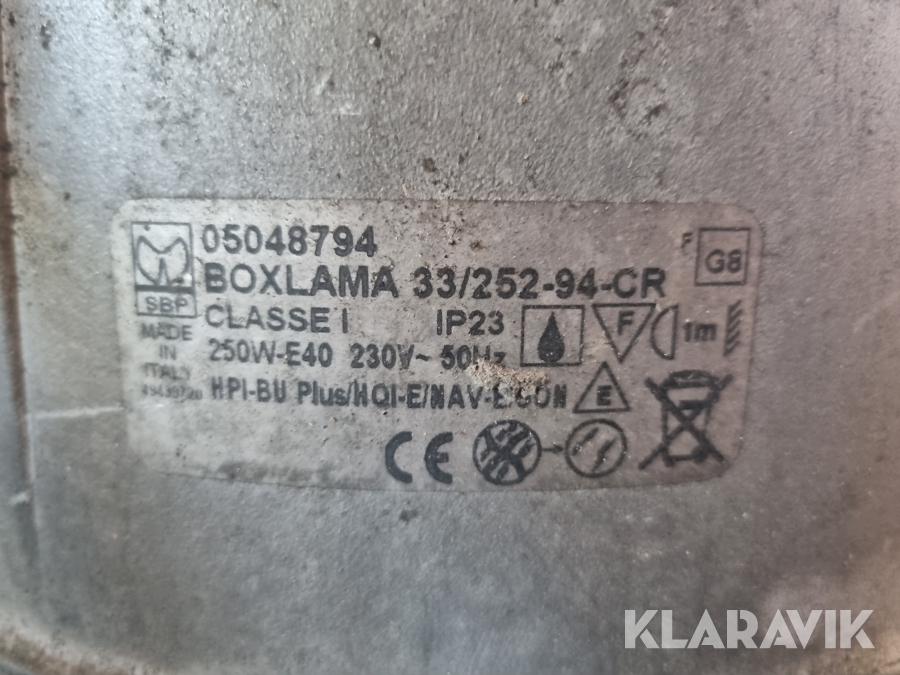 05048794
BOXLAMA 33/252-94-CR
SBP
CLASSE I IP23
F
G8
F
1m
MADE IN ITALY
250W-E40 230V~ 50Hz
HPI-BU Plus/HQI-E/NAV-E
E
CE
KLARAVIK